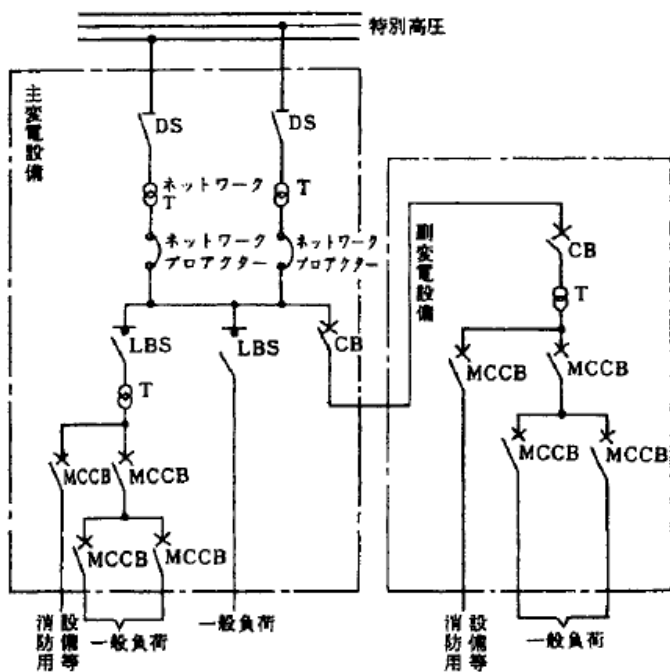 特別高圧
主変電設備
DS
DS
ネットワーク
T
T
ネットワーク
プロアクター
ネットワーク
プロアクター
副変電設備
CB
T
LBS
LBS
CB
T
MCCB
MCCB
MCCB
MCCB
MCCB
MCCB
MCCB
MCCB
消防用
設備等
一般負荷
一般負荷
消防用
設備等
一般負荷